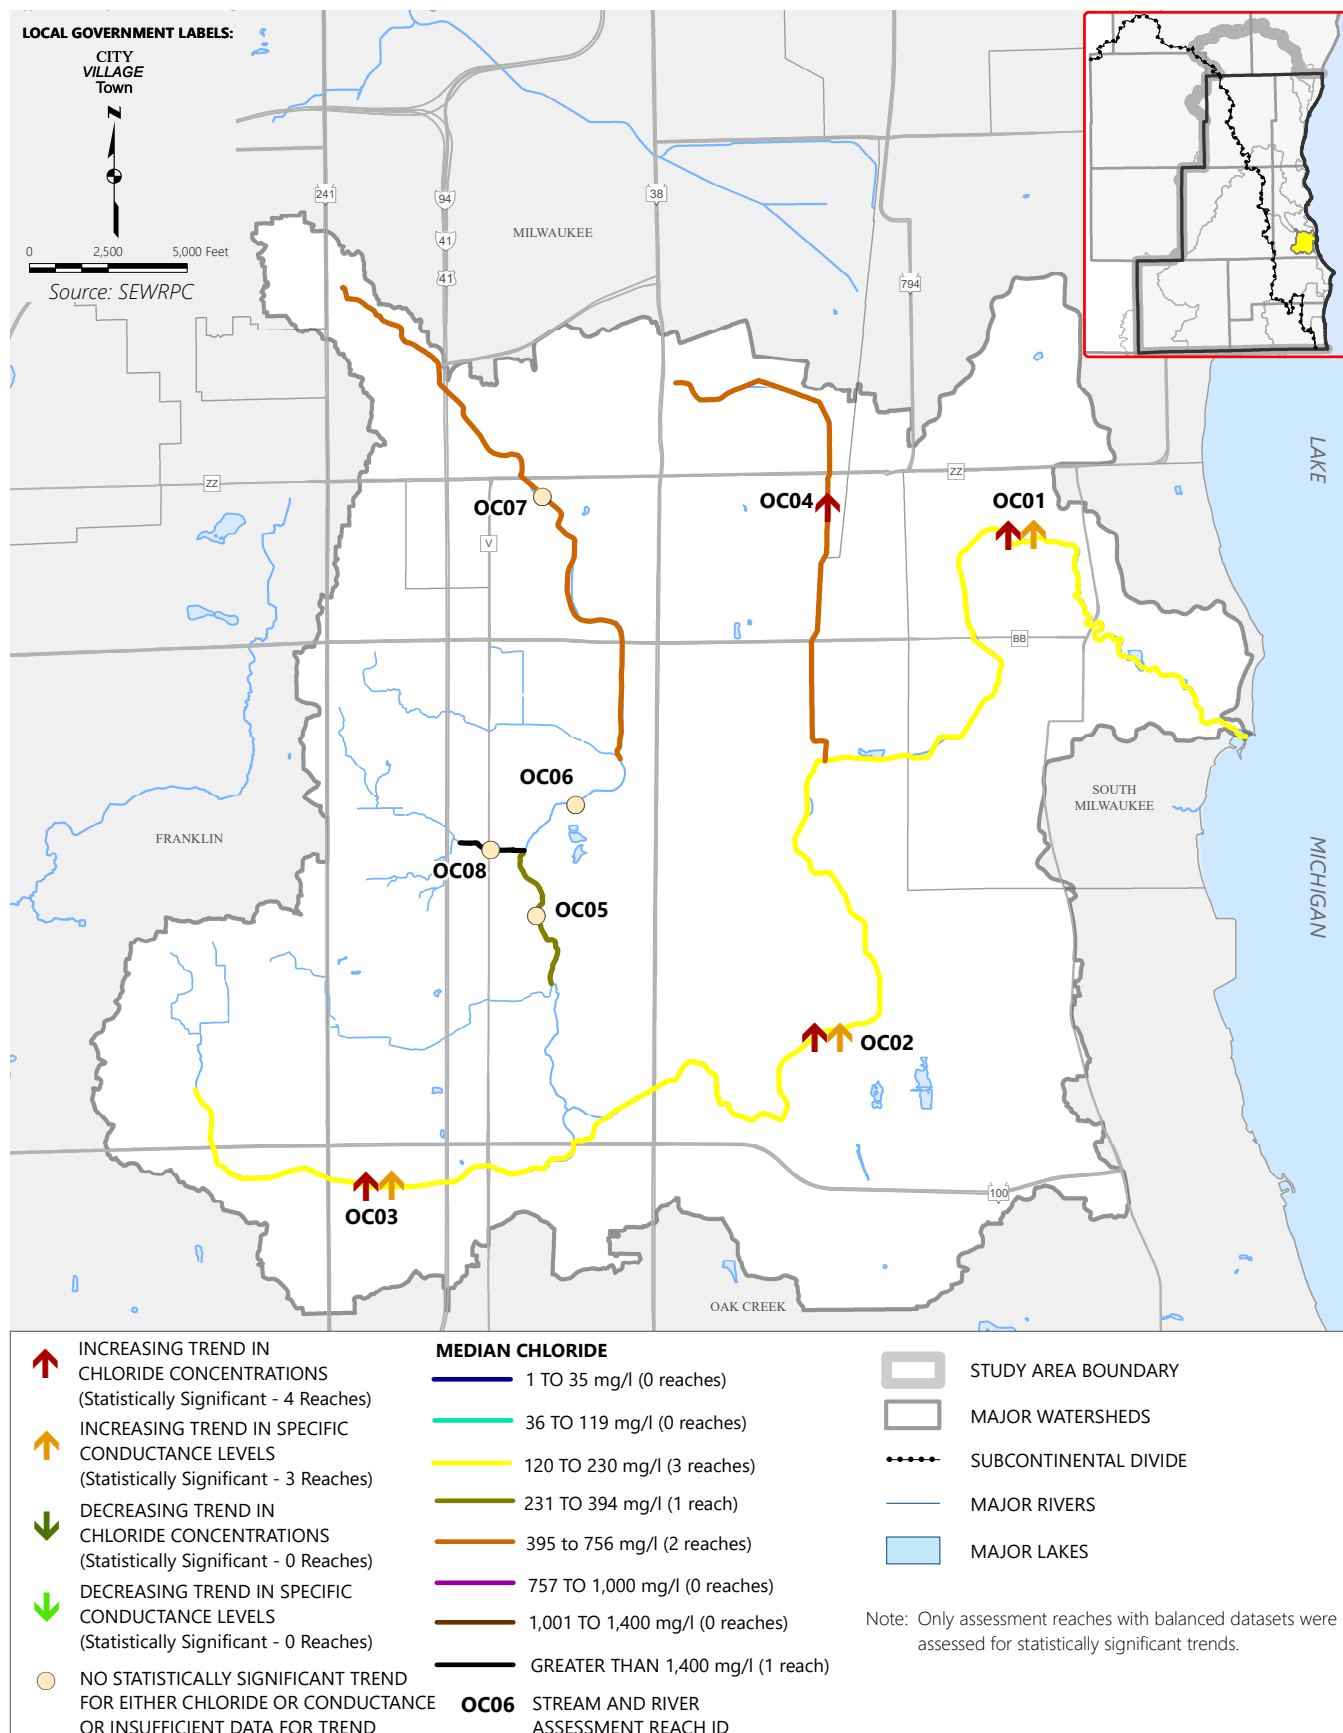 LOCAL GOVERNMENT LABELS:
CITY
VILLAGE
Town
Z
0 2,500 5,000 Feet
Source: SEWRPC
241
94
41
41
38
794
MILWAUKEE
ZZ
ZZ
OC07
OC04
OC01
V
BB
LAKE
MICHIGAN
OC06
SOUTH
MILWAUKEE
FRANKLIN
OC08
OC05
OC02
OC03
100
OAK CREEK
INCREASING TREND IN
CHLORIDE CONCENTRATIONS
(Statistically Significant - 4 Reaches)
INCREASING TREND IN SPECIFIC
CONDUCTANCE LEVELS
(Statistically Significant - 3 Reaches)
DECREASING TREND IN
CHLORIDE CONCENTRATIONS
(Statistically Significant - 0 Reaches)
DECREASING TREND IN SPECIFIC
CONDUCTANCE LEVELS
(Statistically Significant - 0 Reaches)
NO STATISTICALLY SIGNIFICANT TREND
FOR EITHER CHLORIDE OR CONDUCTANCE
OR INSUFFICIENT DATA FOR TREND
MEDIAN CHLORIDE
1 TO 35 mg/l (0 reaches)
36 TO 119 mg/l (0 reaches)
120 TO 230 mg/l (3 reaches)
231 TO 394 mg/l (1 reach)
395 to 756 mg/l (2 reaches)
757 TO 1,000 mg/l (0 reaches)
1,001 TO 1,400 mg/l (0 reaches)
GREATER THAN 1,400 mg/l (1 reach)
OC06 STREAM AND RIVER
ASSESSMENT REACH ID
STUDY AREA BOUNDARY
MAJOR WATERSHEDS
SUBCONTINENTAL DIVIDE
MAJOR RIVERS
MAJOR LAKES
Note: Only assessment reaches with balanced datasets were
assessed for statistically significant trends.